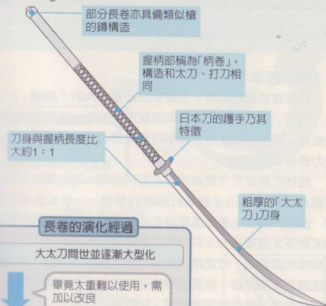 部分長卷亦具備類似槍
的鐏構造
握柄部稱為「柄卷」，
構造和太刀、打刀相
同
日本刀的護手乃其
特徵
刀身與握柄長度比
大約1：1
粗厚的「大太
刀」刀身
長卷的演化經過
大太刀問世並逐漸大型化
畢竟太重難以使用，需
加以改良